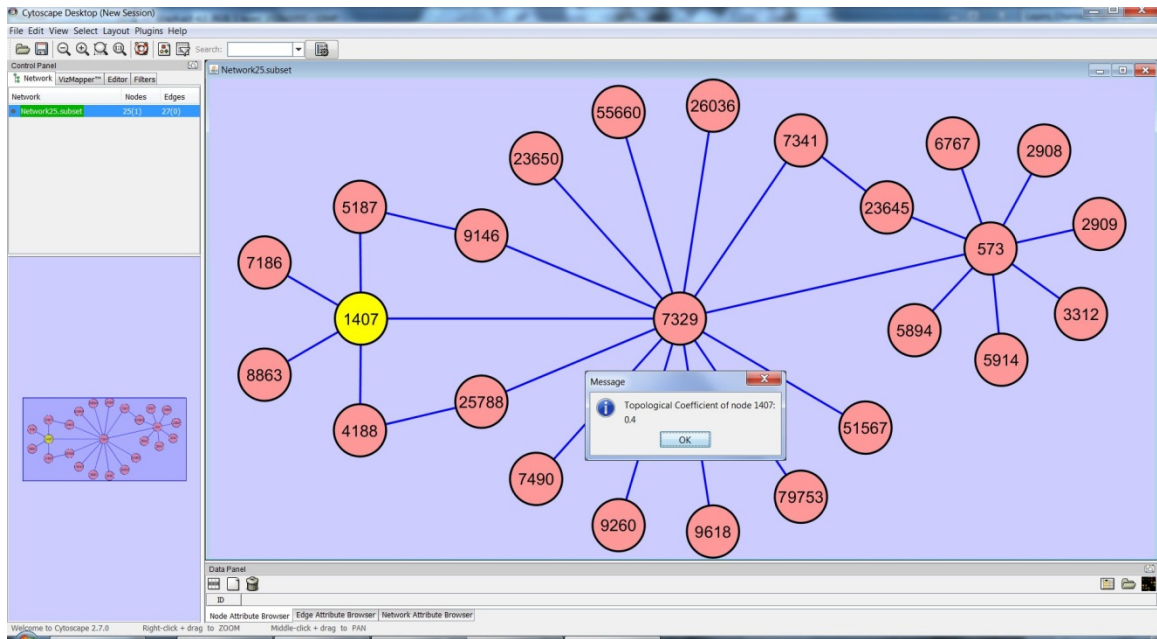 Cytoscape Desktop (New Session)
File Edit View Select Layout Plugins Help
Search:
Control Panel
Network VizMapper™ Editor Filters
Network Nodes Edges
Network25.subset 25(1) 27(0)
Network25.subset
55660
26036
23650
7341
6767
2908
5187
9146
23645
2909
573
7186
1407
7329
3312
5894
5914
8863
25788
4188
51567
7490
79753
9260
9618
Message
Topological Coefficient of node 1407:
0.4
OK
Data Panel
ID
Node Attribute Browser Edge Attribute Browser Network Attribute Browser
Welcome to Cytoscape 2.7.0 Right-click + drag to ZOOM Middle-click + drag to PAN